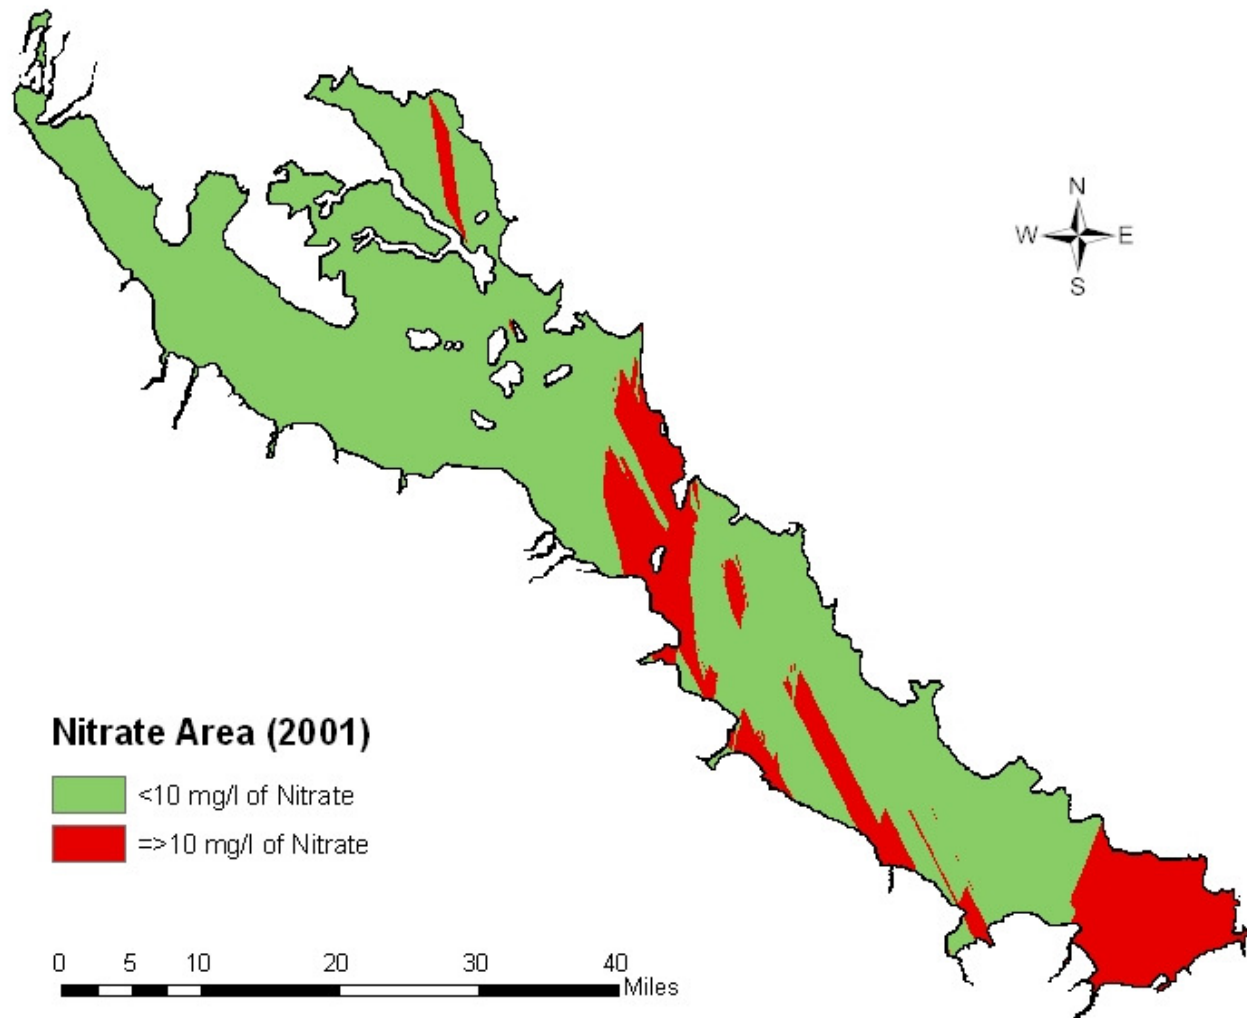 N
W E
S
Nitrate Area (2001)
<10 mg/l of Nitrate
=>10 mg/l of Nitrate
0 5 10 20 30 40
Miles